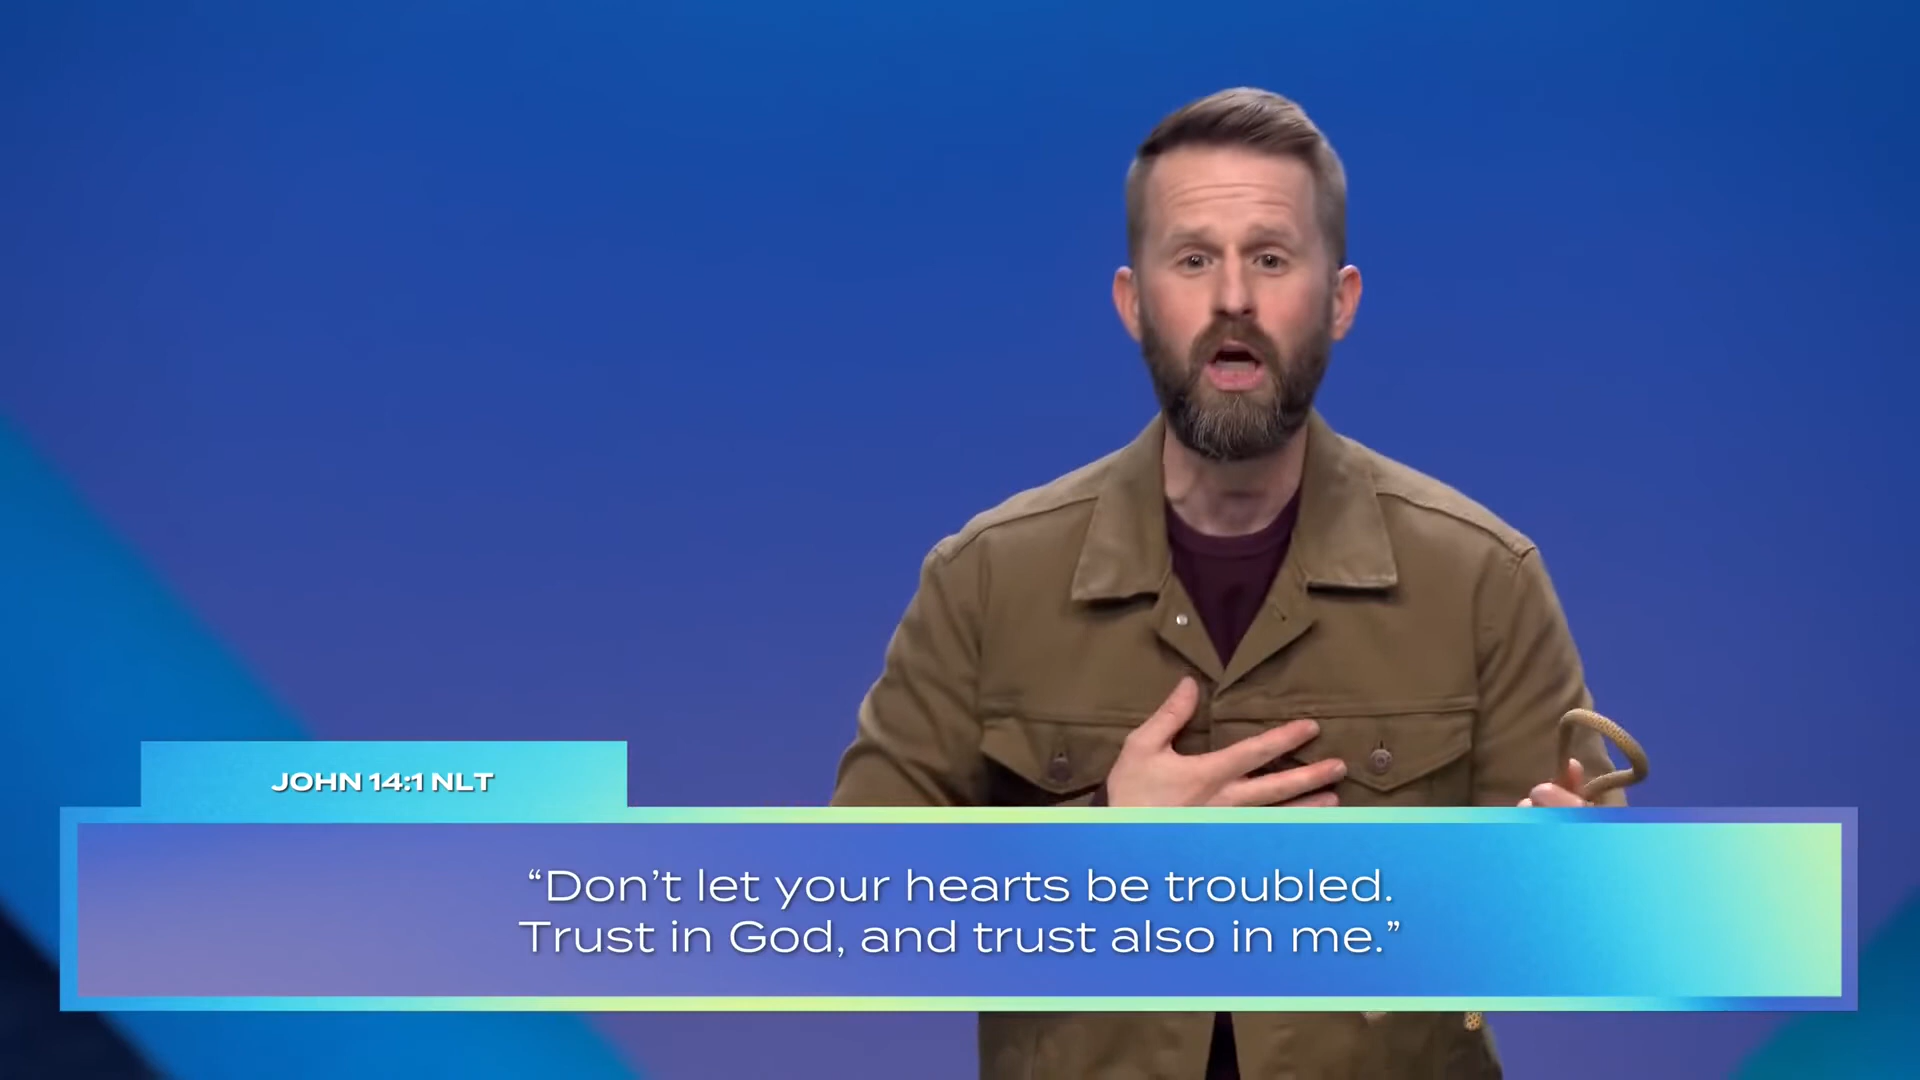 JOHN 14:1 NLT
“Don’t let your hearts be troubled.
Trust in God, and trust also in me.”